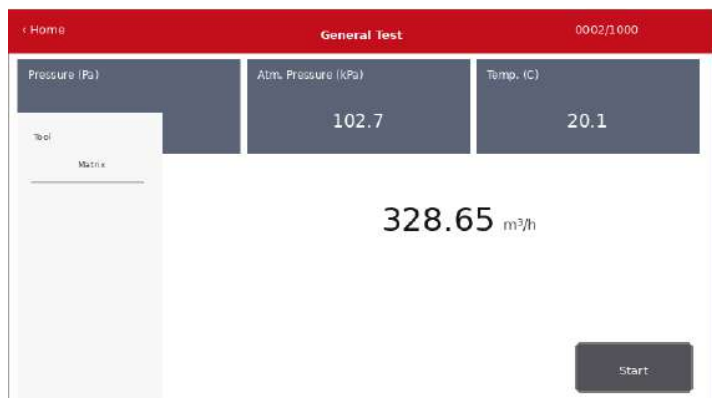 ‹ Home
General Test
0002/1000
Pressure (Pa)
Atm. Pressure (kPa)
Temp. (C)
102.7
20.1
Tool
Matrix
328.65 m³/h
Start